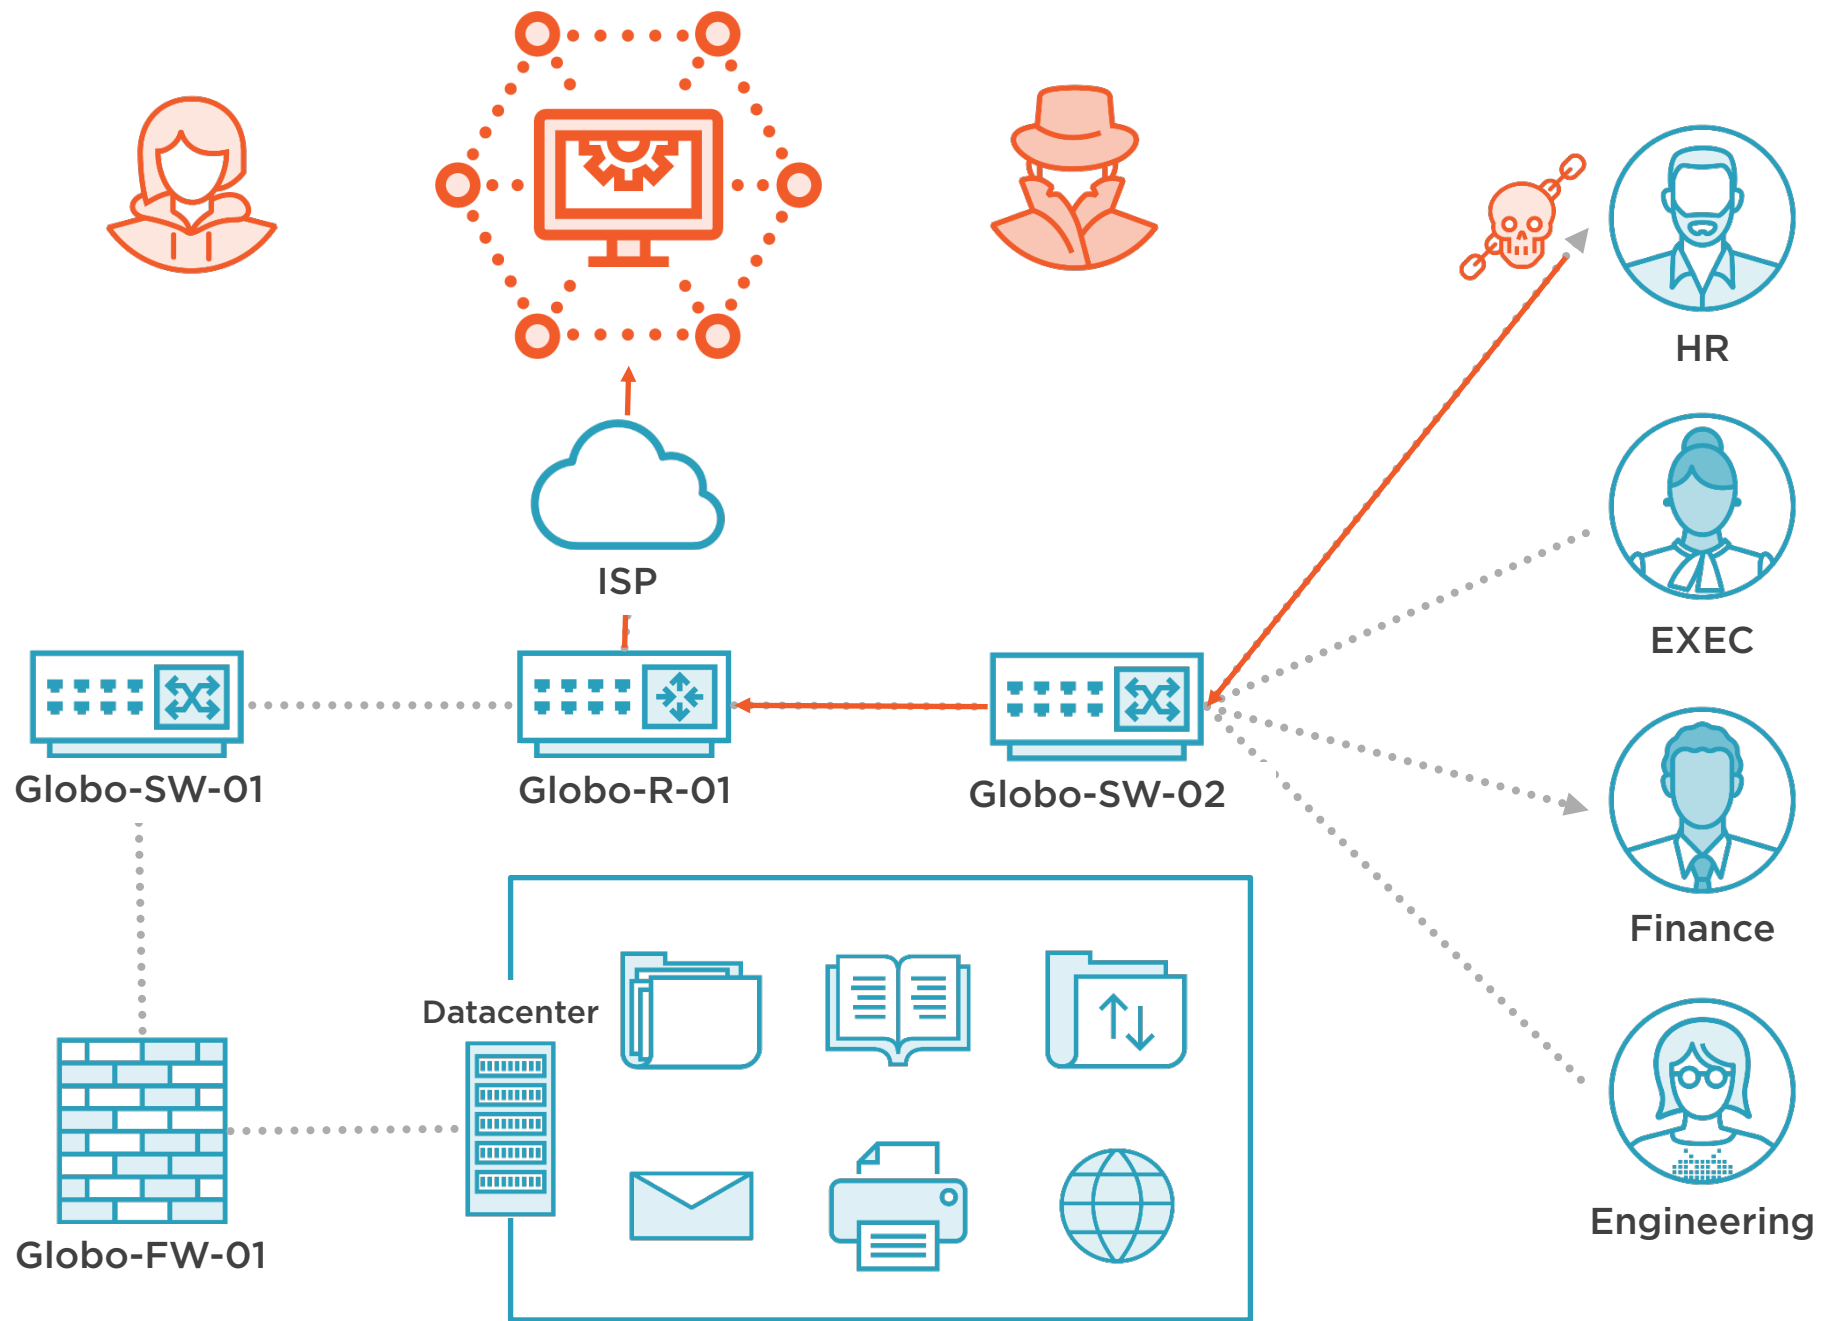 HR
ISP
EXEC
Globo-SW-01
Globo-R-01
Globo-SW-02
Finance
Datacenter
Engineering
Globo-FW-01